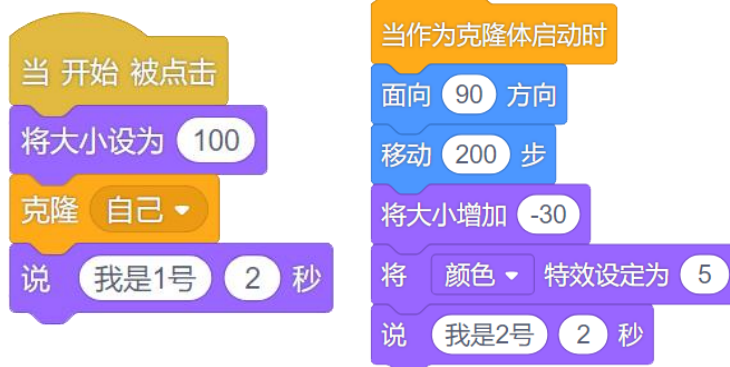 当 开始 被点击
将大小设为 100
克隆 自己
说 我是1号 2 秒
当作为克隆体启动时
面向 90 方向
移动 200 步
将大小增加 -30
将 颜色 特效设定为 5
说 我是2号 2 秒